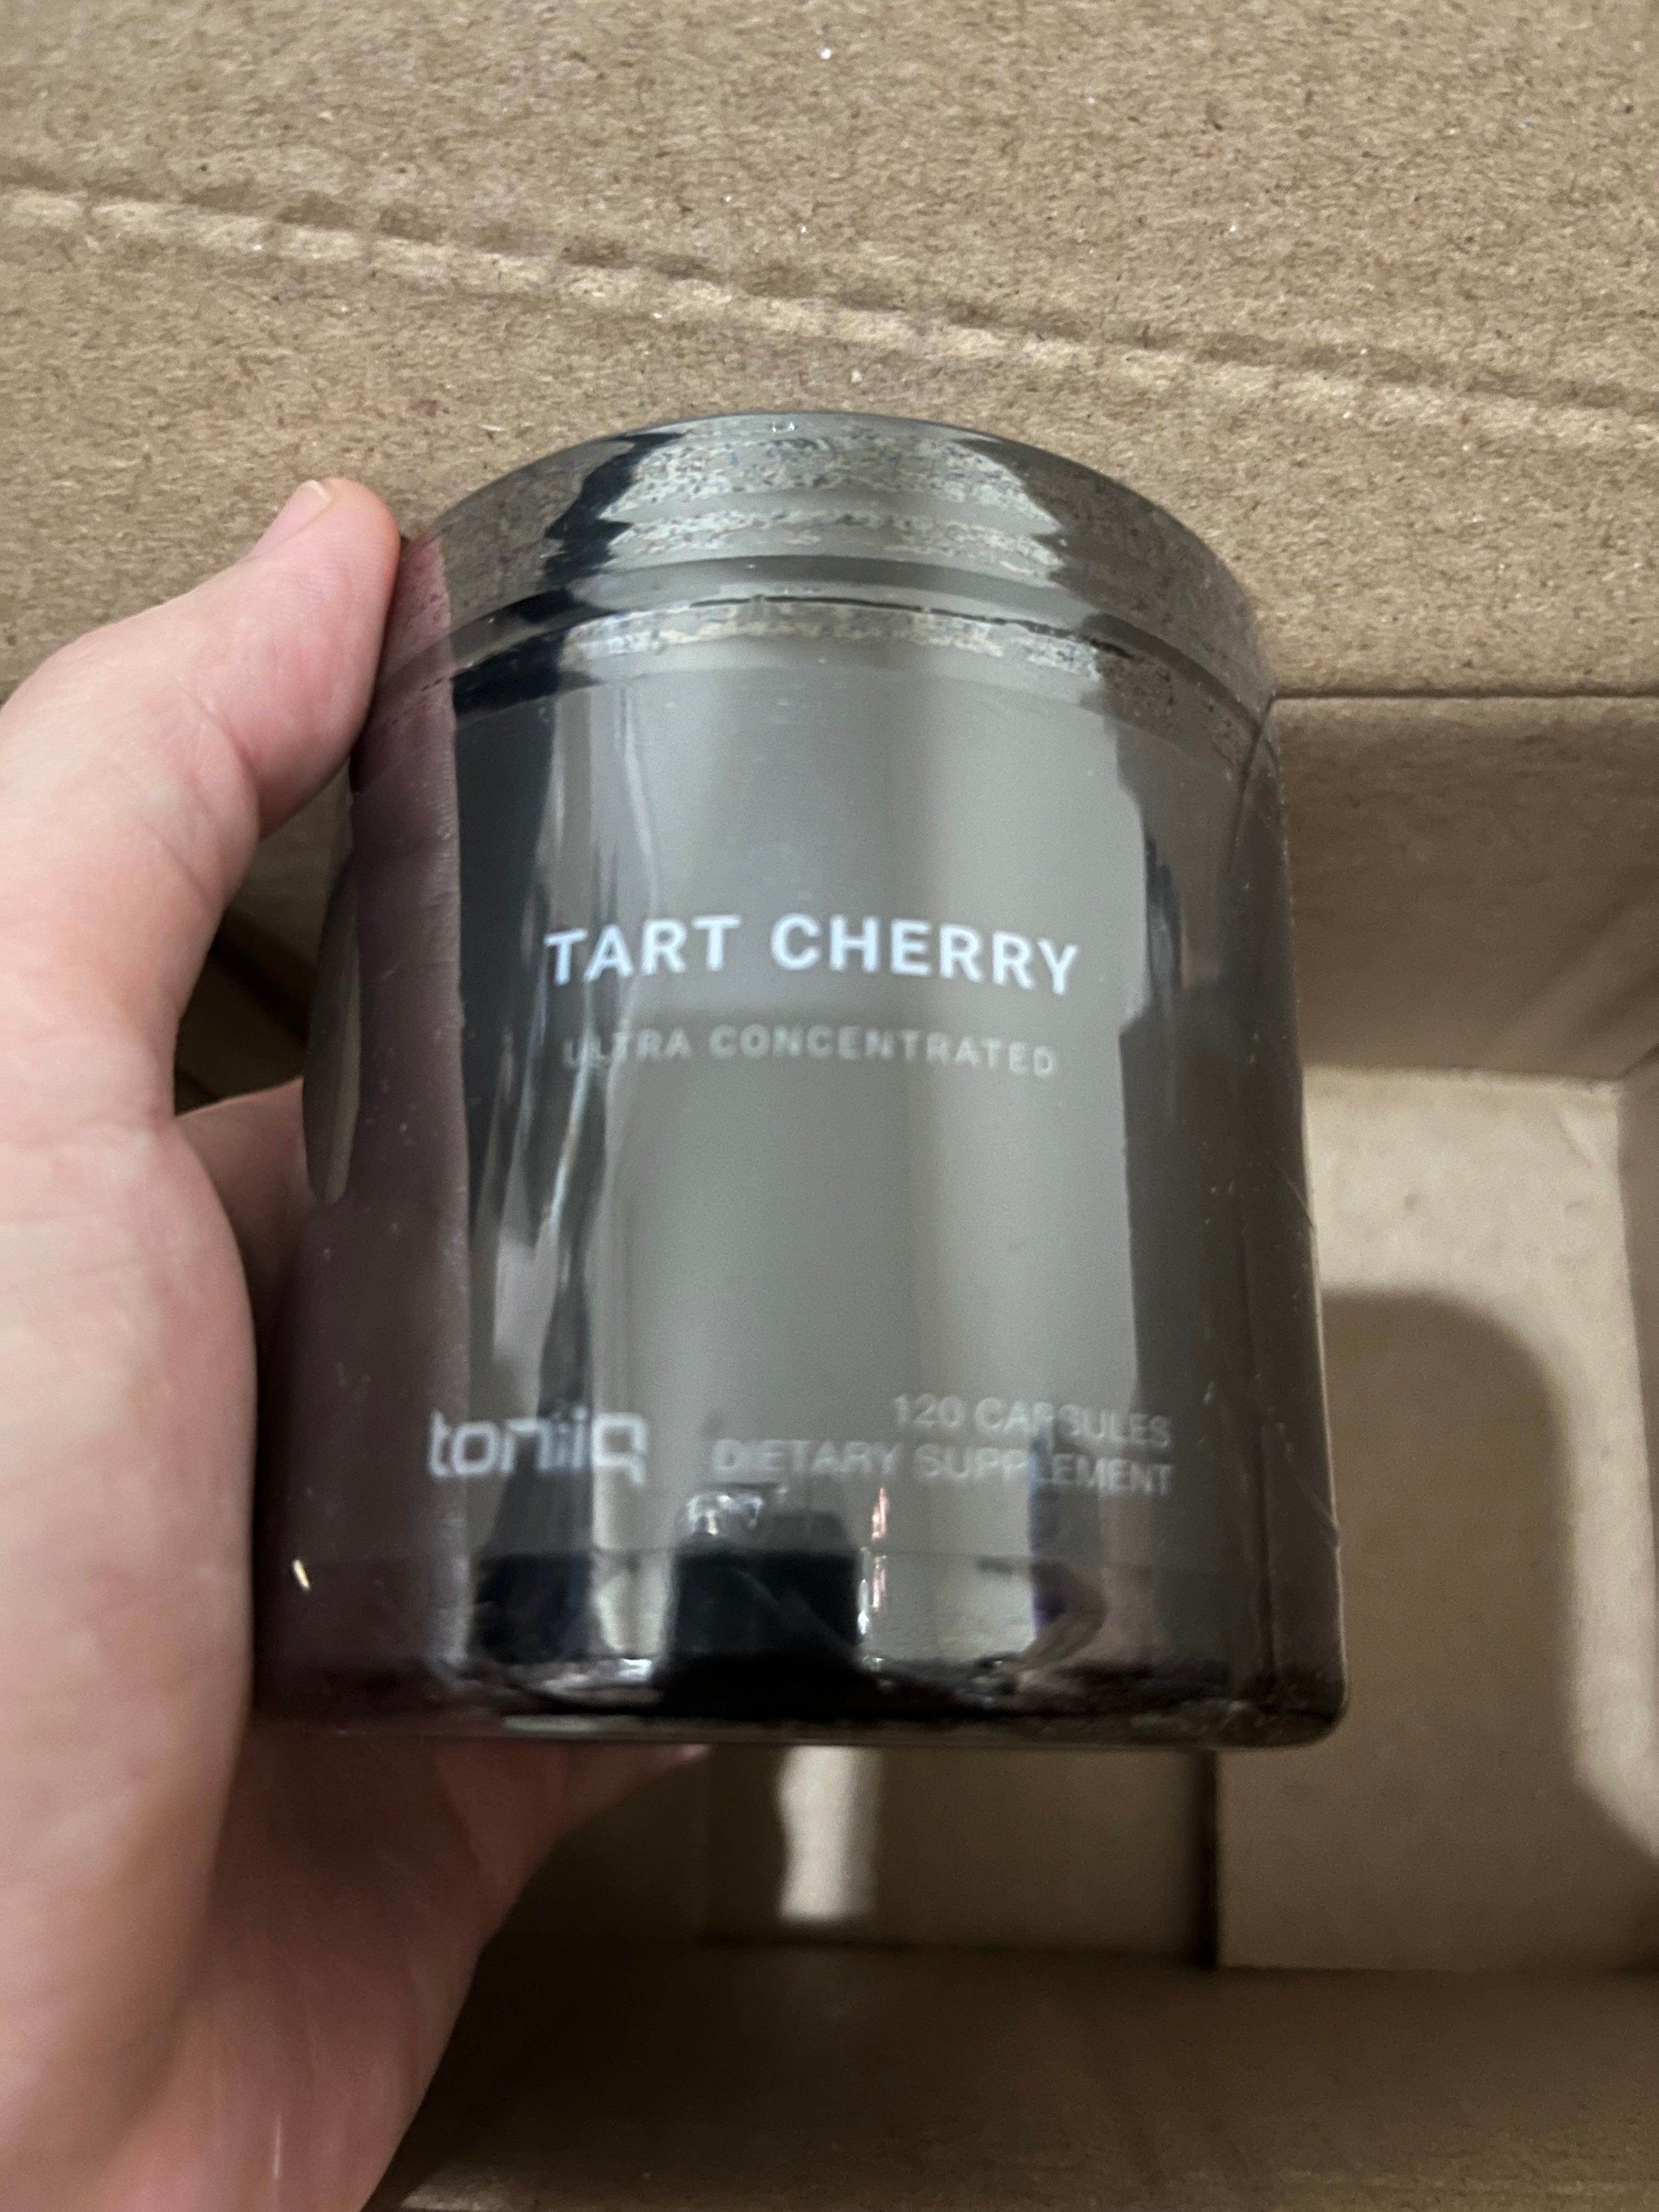 TART CHERRY
ULTRA CONCENTRATED
toniiq
120 CAPSULES
DIETARY SUPPLEMENT